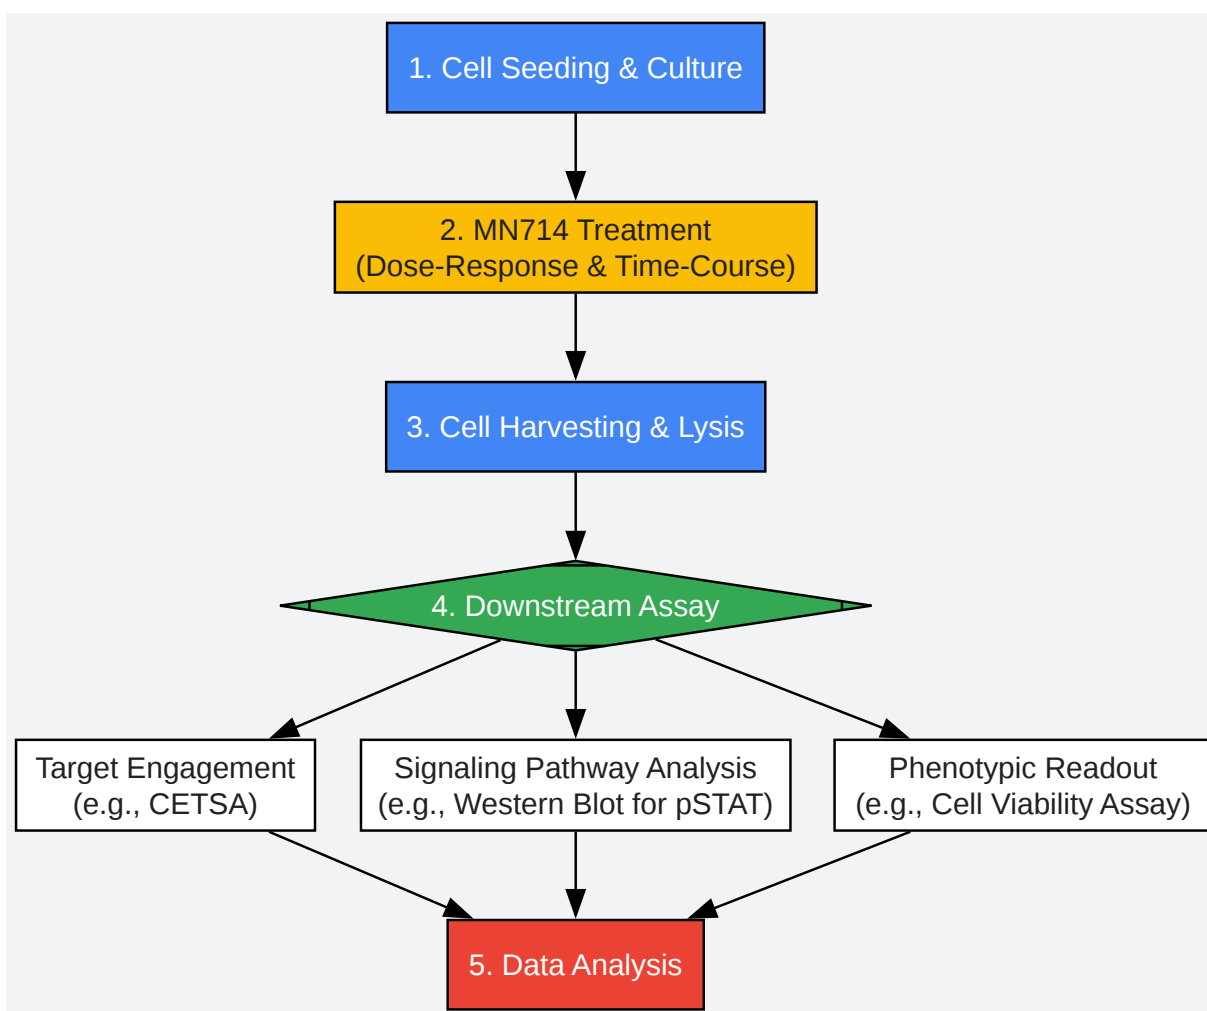 1. Cell Seeding & Culture
2. MN714 Treatment
(Dose-Response & Time-Course)
3. Cell Harvesting & Lysis
4. Downstream Assay
Target Engagement
(e.g., CETSA)
Signaling Pathway Analysis
(e.g., Western Blot for pSTAT)
Phenotypic Readout
(e.g., Cell Viability Assay)
5. Data Analysis